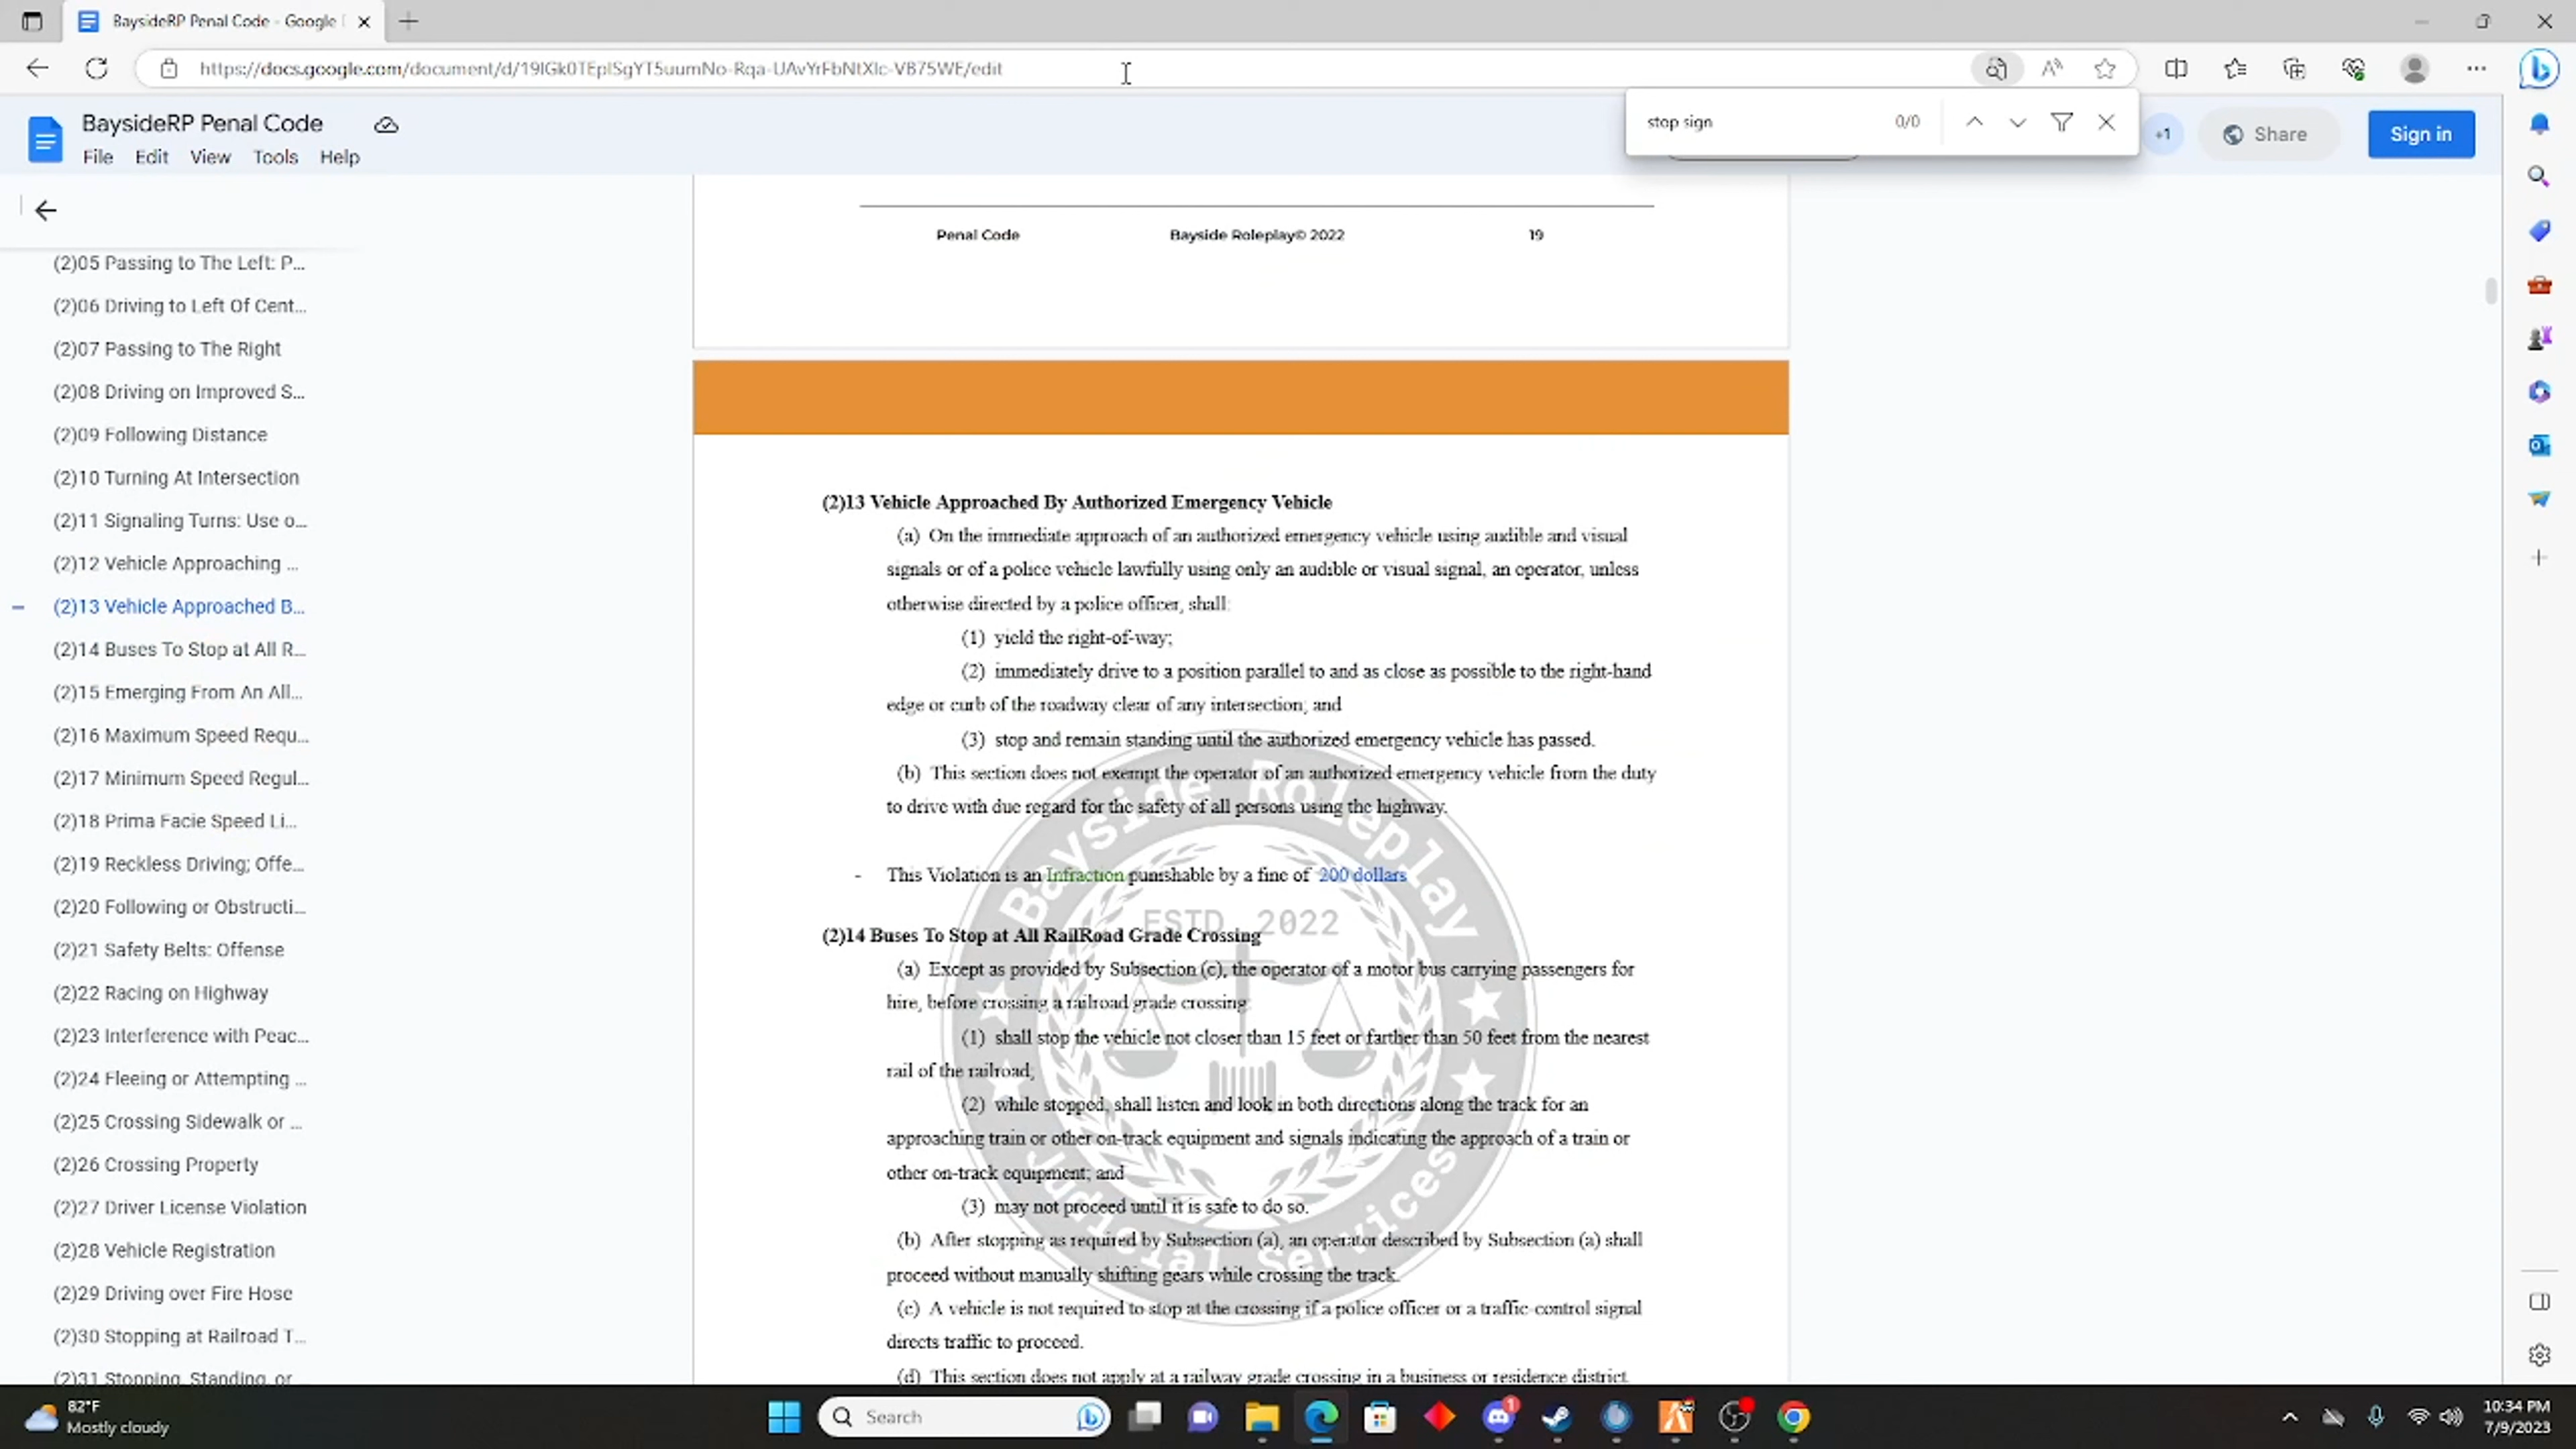 BaysideRP Penal Code - Google
https://docs.google.com/document/d/19IGk0TEpISgYT5uumNo-Rqa-UAvYrFbNtXIc-VB75WE/edit
stop sign
0/0
BaysideRP Penal Code
File Edit View Tools Help
+1
Share
Sign in
(2)05 Passing to The Left: P...
(2)06 Driving to Left Of Cent...
(2)07 Passing to The Right
(2)08 Driving on Improved S...
(2)09 Following Distance
(2)10 Turning At Intersection
(2)11 Signaling Turns: Use o...
(2)12 Vehicle Approaching ...
(2)13 Vehicle Approached B...
(2)14 Buses To Stop at All R...
(2)15 Emerging From An All...
(2)16 Maximum Speed Requ...
(2)17 Minimum Speed Regul...
(2)18 Prima Facie Speed Li...
(2)19 Reckless Driving; Offe...
(2)20 Following or Obstructi...
(2)21 Safety Belts: Offense
(2)22 Racing on Highway
(2)23 Interference with Peac...
(2)24 Fleeing or Attempting ...
(2)25 Crossing Sidewalk or ...
(2)26 Crossing Property
(2)27 Driver License Violation
(2)28 Vehicle Registration
(2)29 Driving over Fire Hose
(2)30 Stopping at Railroad T...
(2)31 Stopping, Standing, or
Penal Code Bayside Roleplay© 2022 19
(2)13 Vehicle Approached By Authorized Emergency Vehicle
(a) On the immediate approach of an authorized emergency vehicle using audible and visual
signals or of a police vehicle lawfully using only an audible or visual signal, an operator, unless
otherwise directed by a police officer, shall:
(1) yield the right-of-way;
(2) immediately drive to a position parallel to and as close as possible to the right-hand
edge or curb of the roadway clear of any intersection; and
(3) stop and remain standing until the authorized emergency vehicle has passed.
(b) This section does not exempt the operator of an authorized emergency vehicle from the duty
to drive with due regard for the safety of all persons using the highway.
- This Violation is an Infraction punishable by a fine of 200 dollars
(2)14 Buses To Stop at All RailRoad Grade Crossing
(a) Except as provided by Subsection (c), the operator of a motor bus carrying passengers for
hire, before crossing a railroad grade crossing:
(1) shall stop the vehicle not closer than 15 feet or farther than 50 feet from the nearest
rail of the railroad;
(2) while stopped, shall listen and look in both directions along the track for an
approaching train or other on-track equipment and signals indicating the approach of a train or
other on-track equipment; and
(3) may not proceed until it is safe to do so.
(b) After stopping as required by Subsection (a), an operator described by Subsection (a) shall
proceed without manually shifting gears while crossing the track.
(c) A vehicle is not required to stop at the crossing if a police officer or a traffic-control signal
directs traffic to proceed.
(d) This section does not apply at a railway grade crossing in a business or residence district.
Bayside Roleplay
ESTD. 2022
Judicial Services
82°F
Mostly cloudy
Search
1
10:34 PM
7/9/2023